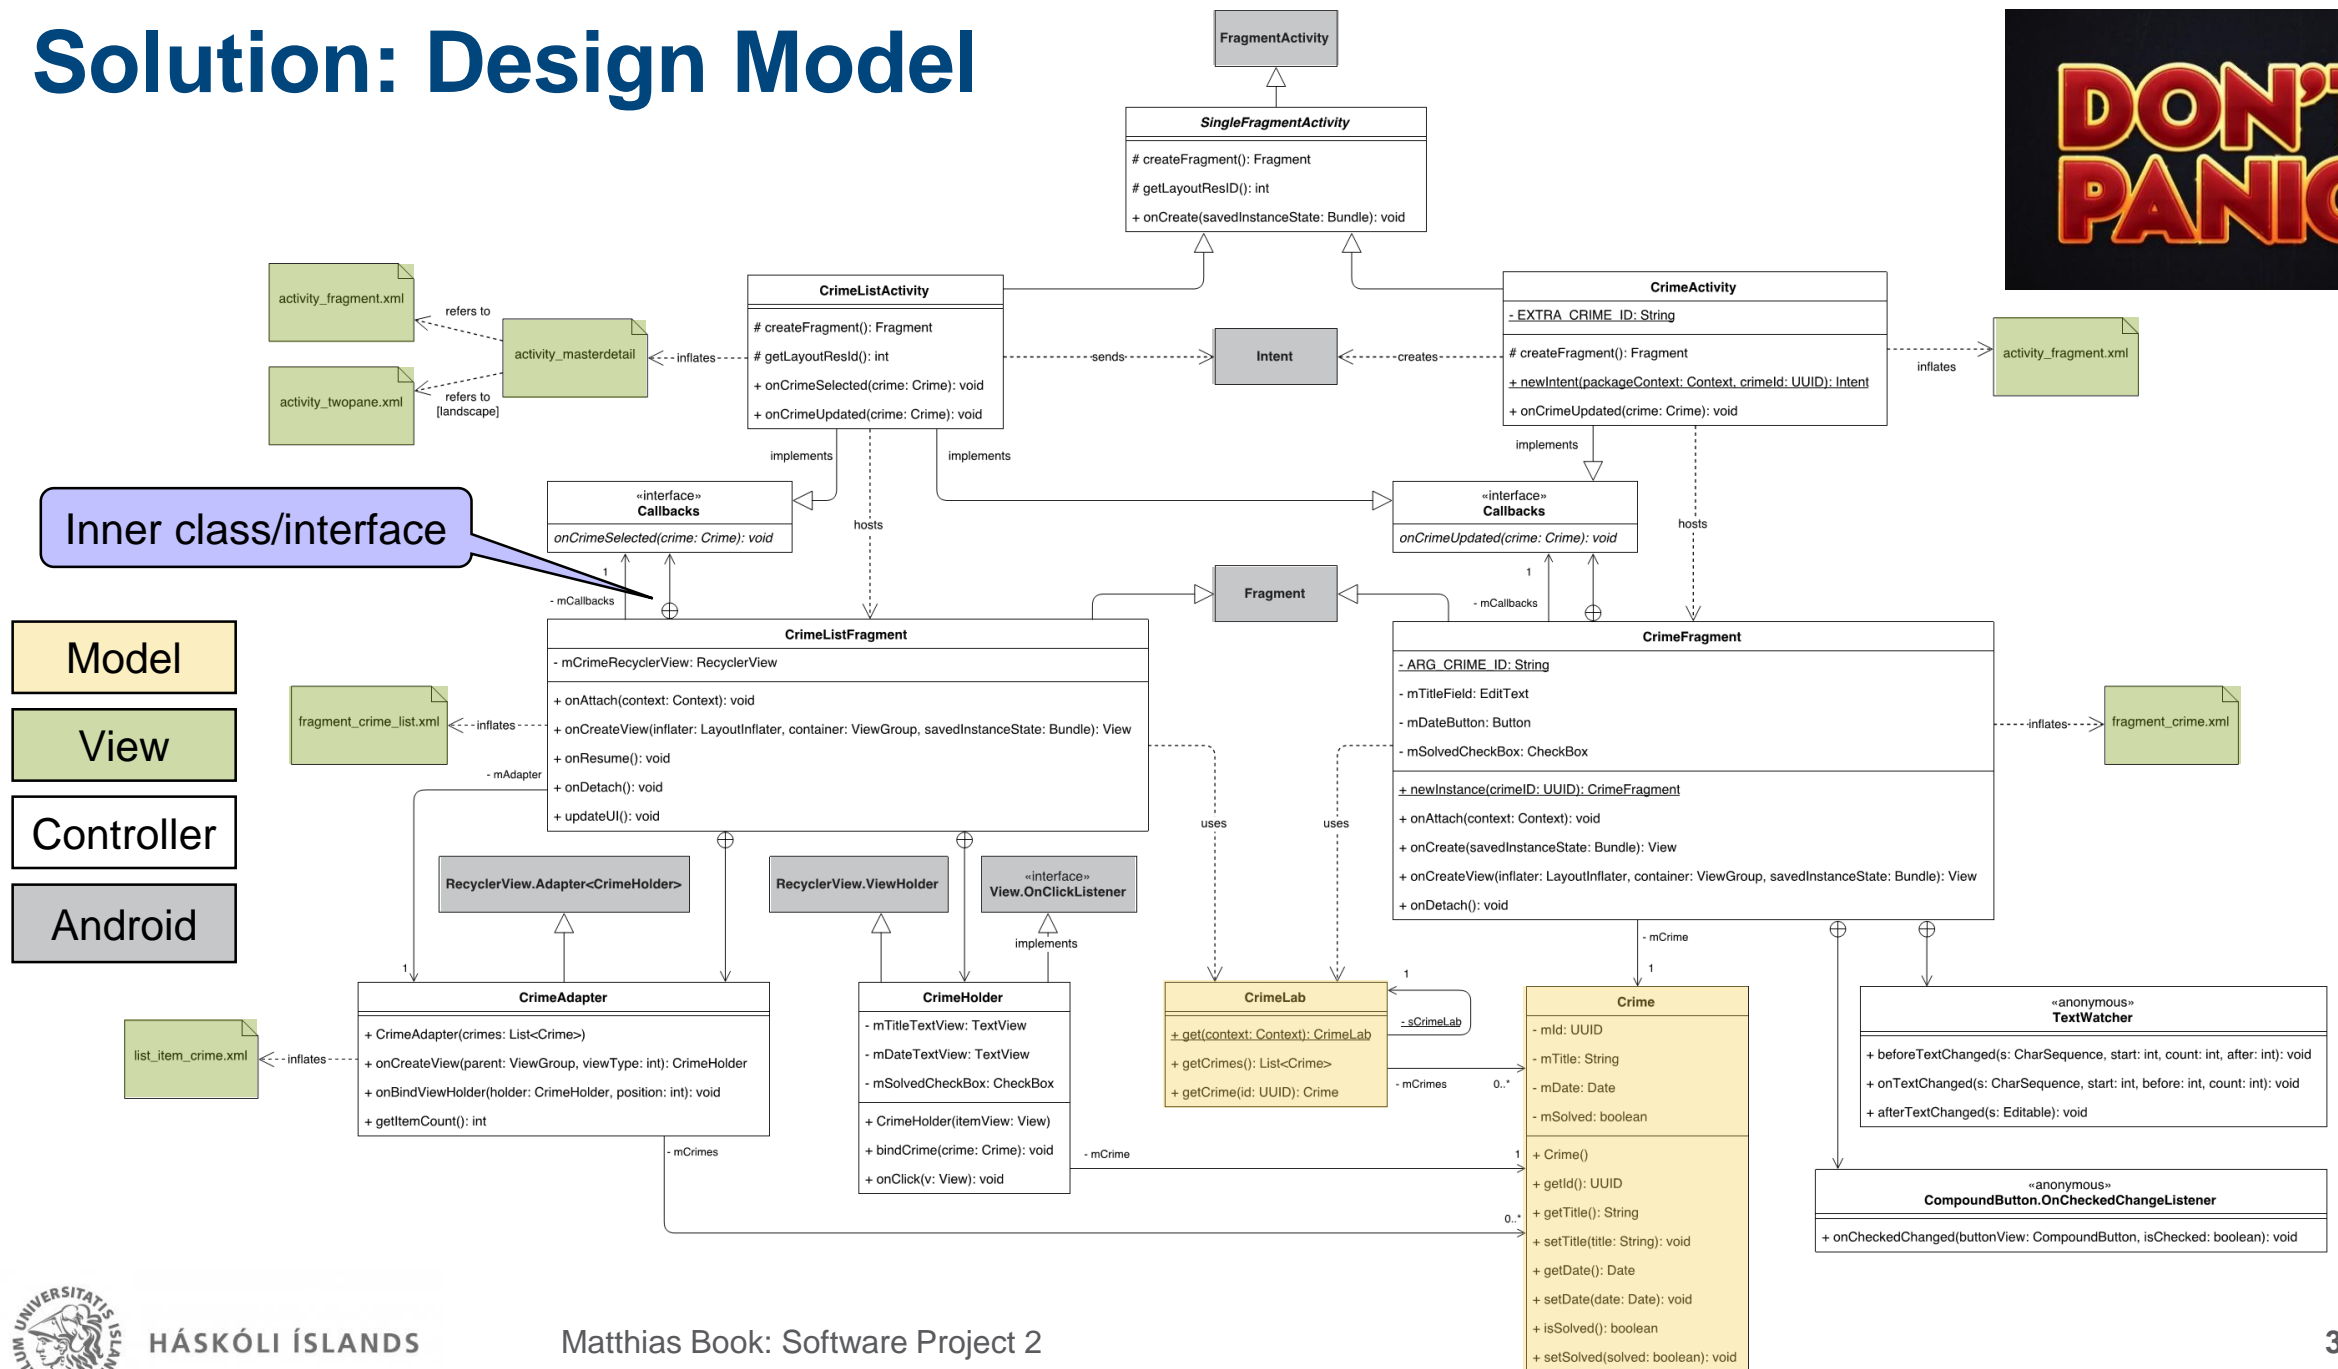 Solution: Design Model
FragmentActivity
SingleFragmentActivity
# createFragment(): Fragment
# getLayoutResID(): int
+ onCreate(savedInstanceState: Bundle): void
DON'T
PANIC
activity_fragment.xml
refers to
activity_masterdetail
activity_twopane.xml
refers to
[landscape]
inflates
CrimeListActivity
# createFragment(): Fragment
# getLayoutResId(): int
+ onCrimeSelected(crime: Crime): void
+ onCrimeUpdated(crime: Crime): void
sends
Intent
creates
CrimeActivity
- EXTRA_CRIME_ID: String
# createFragment(): Fragment
+ newIntent(packageContext: Context, crimeId: UUID): Intent
+ onCrimeUpdated(crime: Crime): void
inflates
activity_fragment.xml
implements
implements
implements
Inner class/interface
«interface»
Callbacks
onCrimeSelected(crime: Crime): void
hosts
«interface»
Callbacks
onCrimeUpdated(crime: Crime): void
hosts
1
- mCallbacks
Fragment
1
- mCallbacks
Model
View
Controller
Android
CrimeListFragment
- mCrimeRecyclerView: RecyclerView
+ onAttach(context: Context): void
+ onCreateView(inflater: LayoutInflater, container: ViewGroup, savedInstanceState: Bundle): View
+ onResume(): void
+ onDetach(): void
+ updateUI(): void
fragment_crime_list.xml
inflates
- mAdapter
uses
uses
CrimeFragment
- ARG_CRIME_ID: String
- mTitleField: EditText
- mDateButton: Button
- mSolvedCheckBox: CheckBox
+ newInstance(crimeID: UUID): CrimeFragment
+ onAttach(context: Context): void
+ onCreate(savedInstanceState: Bundle): View
+ onCreateView(inflater: LayoutInflater, container: ViewGroup, savedInstanceState: Bundle): View
+ onDetach(): void
inflates
fragment_crime.xml
RecyclerView.Adapter<CrimeHolder>
RecyclerView.ViewHolder
«interface»
View.OnClickListener
implements
- mCrime
1
1
CrimeAdapter
+ CrimeAdapter(crimes: List<Crime>)
+ onCreateView(parent: ViewGroup, viewType: int): CrimeHolder
+ onBindViewHolder(holder: CrimeHolder, position: int): void
+ getItemCount(): int
list_item_crime.xml
inflates
- mCrimes
CrimeHolder
- mTitleTextView: TextView
- mDateTextView: TextView
- mSolvedCheckBox: CheckBox
+ CrimeHolder(itemView: View)
+ bindCrime(crime: Crime): void
+ onClick(v: View): void
- mCrime
1
CrimeLab
+ get(context: Context): CrimeLab
+ getCrimes(): List<Crime>
+ getCrime(id: UUID): Crime
1
- sCrimeLab
- mCrimes
0..*
0..*
Crime
- mId: UUID
- mTitle: String
- mDate: Date
- mSolved: boolean
+ Crime()
+ getId(): UUID
+ getTitle(): String
+ setTitle(title: String): void
+ getDate(): Date
+ setDate(date: Date): void
+ isSolved(): boolean
+ setSolved(solved: boolean): void
«anonymous»
TextWatcher
+ beforeTextChanged(s: CharSequence, start: int, count: int, after: int): void
+ onTextChanged(s: CharSequence, start: int, before: int, count: int): void
+ afterTextChanged(s: Editable): void
«anonymous»
CompoundButton.OnCheckedChangeListener
+ onCheckedChanged(buttonView: CompoundButton, isChecked: boolean): void
HÁSKÓLI ÍSLANDS
Matthias Book: Software Project 2
3